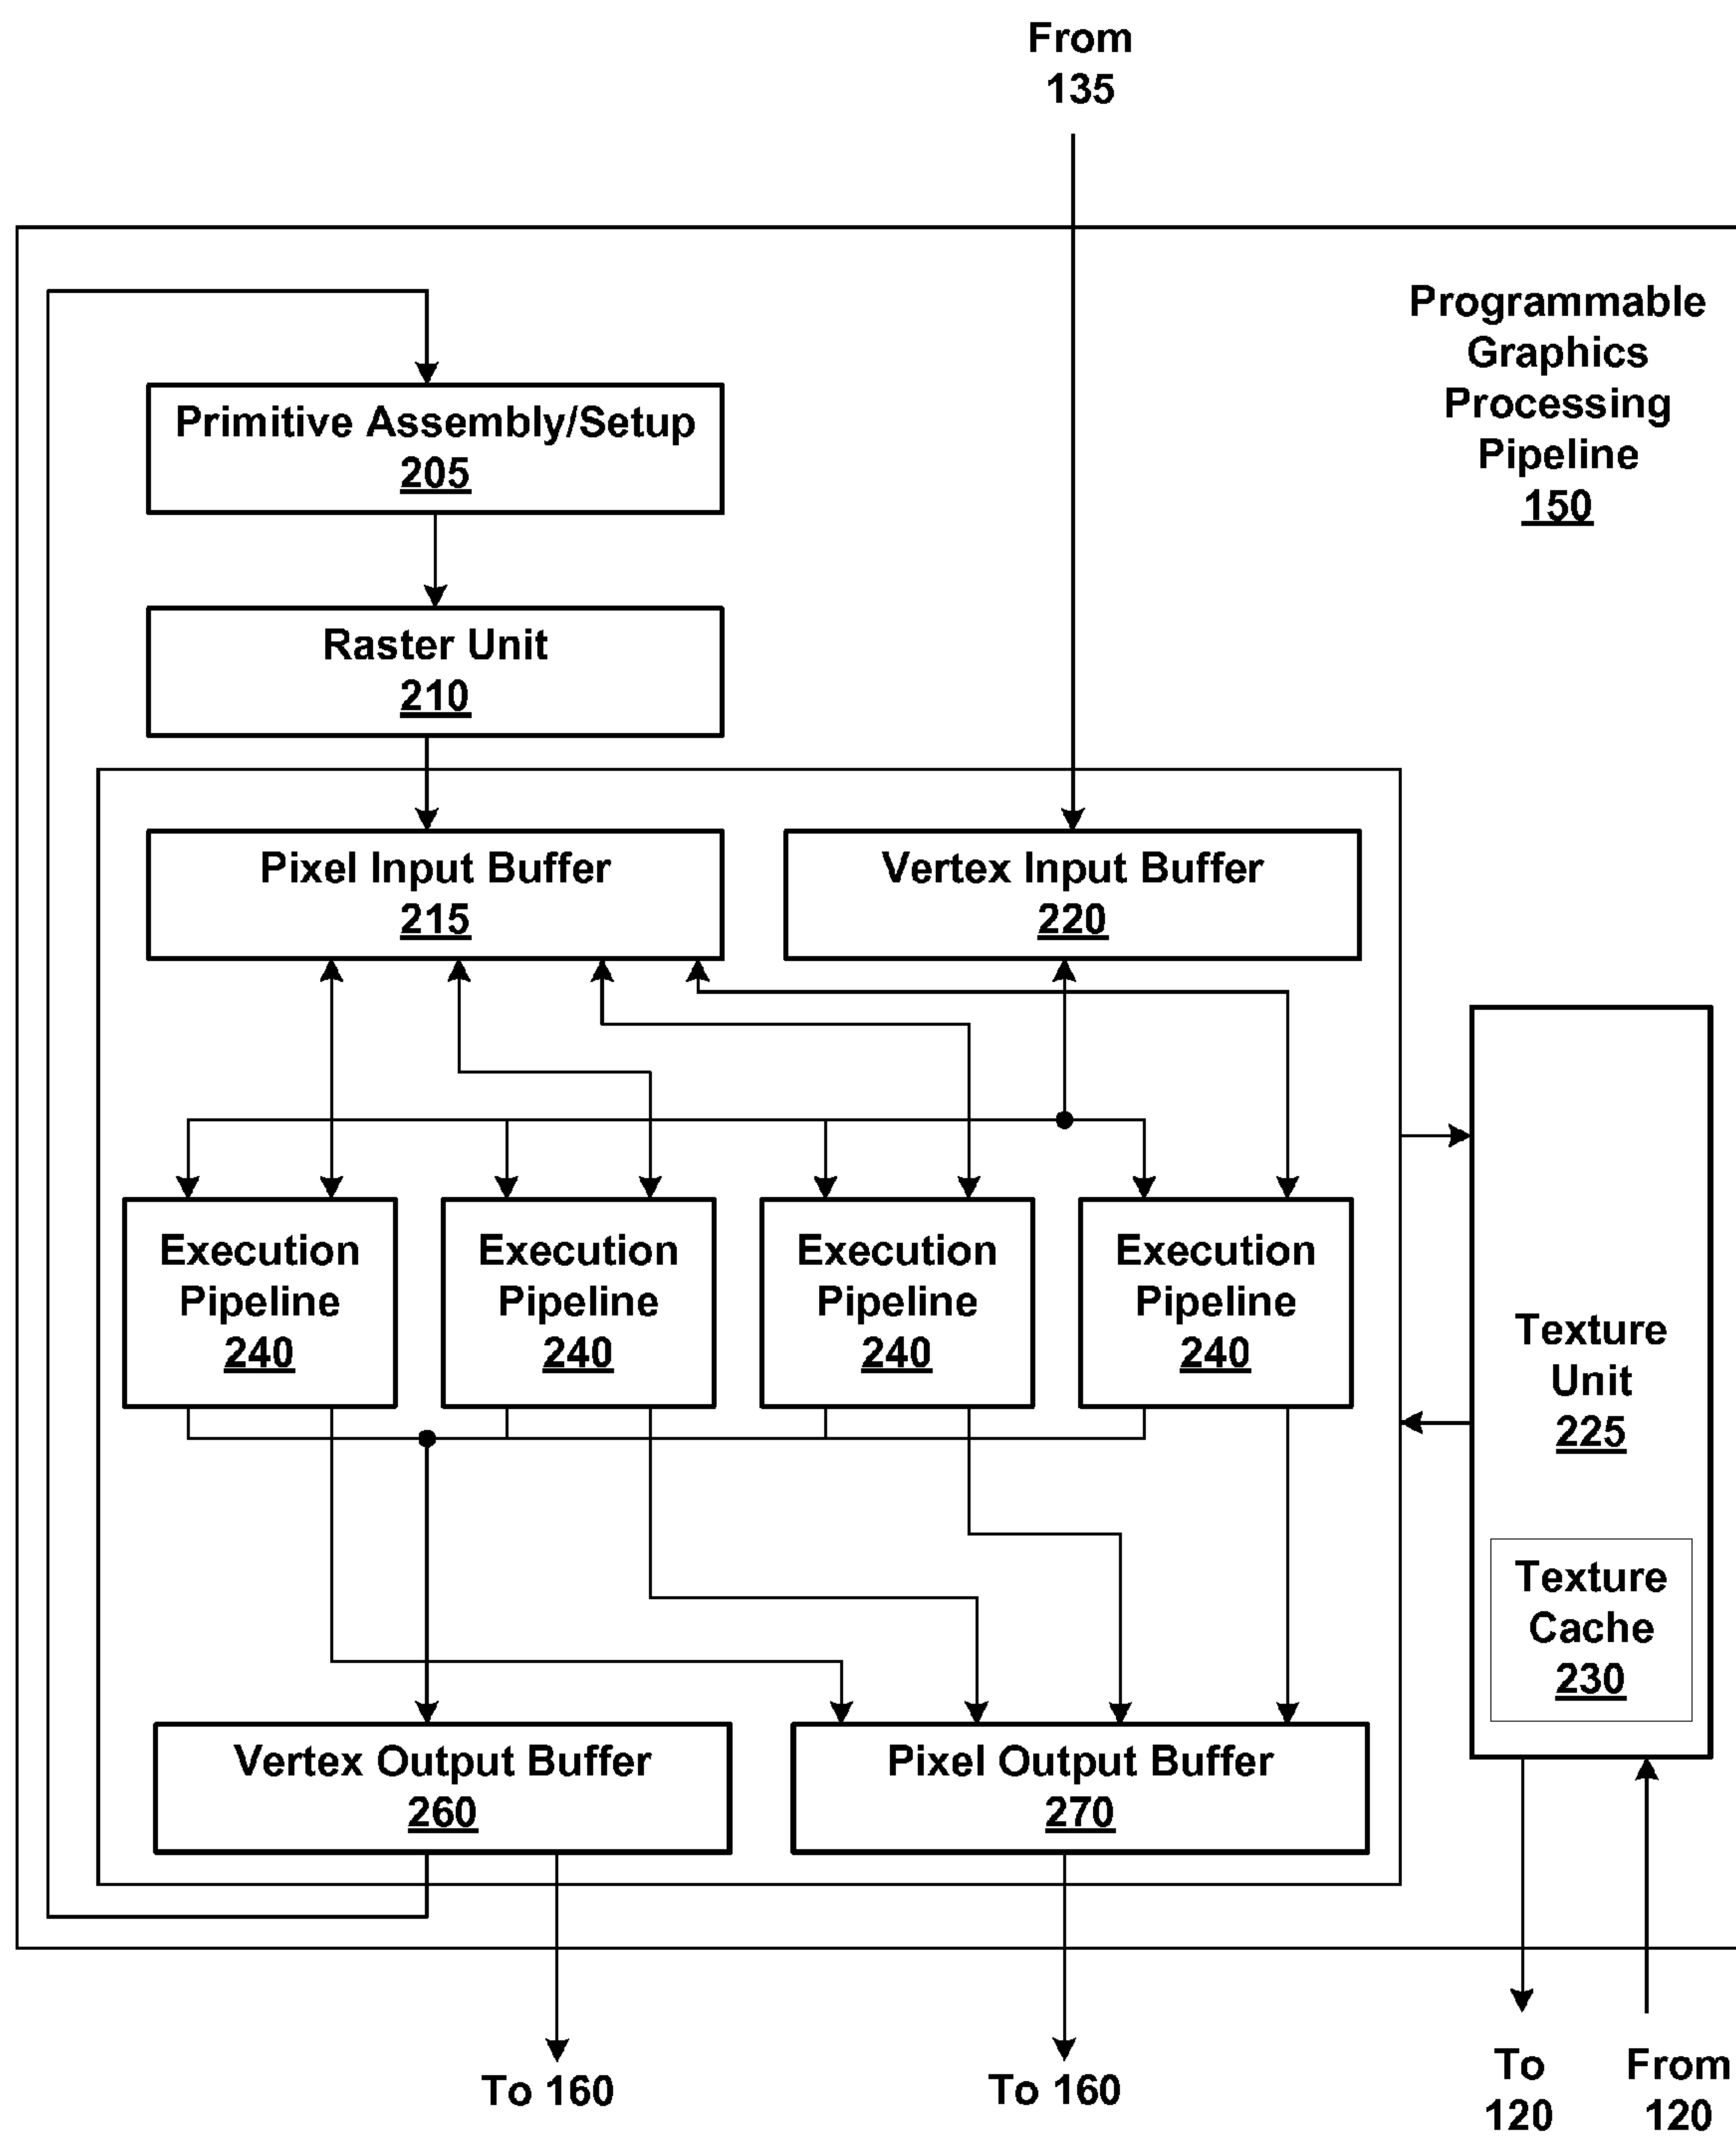 From
135
Programmable
Graphics
Processing
Pipeline
150
Primitive Assembly/Setup
205
Raster Unit
210
Pixel Input Buffer
215
Vertex Input Buffer
220
Execution
Pipeline
240
Execution
Pipeline
240
Execution
Pipeline
240
Execution
Pipeline
240
Texture
Unit
225
Texture
Cache
230
Vertex Output Buffer
260
Pixel Output Buffer
270
To 160
To 160
To
120
From
120